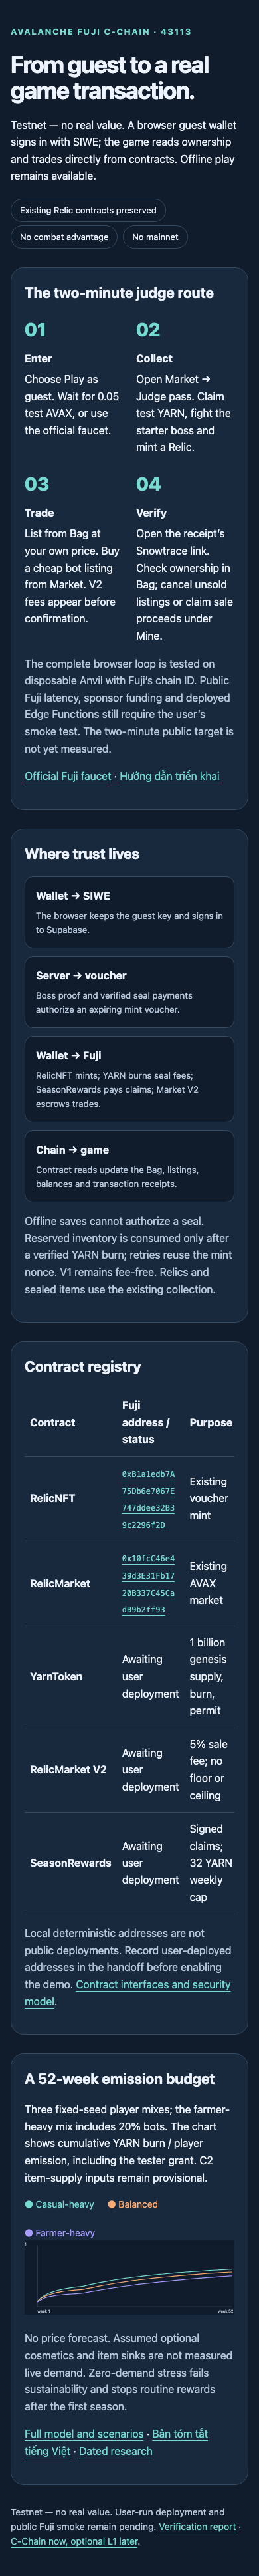 AVALANCHE FUJI C-CHAIN · 43113
From guest to a real
game transaction.
Testnet — no real value. A browser guest wallet
signs in with SIWE; the game reads ownership
and trades directly from contracts. Offline play
remains available.
Existing Relic contracts preserved
No combat advantage
No mainnet
The two-minute judge route
01
Enter
Choose Play as
guest. Wait for 0.05
test AVAX, or use
the official faucet.
02
Collect
Open Market →
Judge pass. Claim
test YARN, fight the
starter boss and
mint a Relic.
03
Trade
List from Bag at
your own price. Buy
a cheap bot listing
from Market. V2
fees appear before
confirmation.
04
Verify
Open the receipt's
Snowtrace link.
Check ownership in
Bag; cancel unsold
listings or claim sale
proceeds under
Mine.
The complete browser loop is tested on
disposable Anvil with Fuji's chain ID. Public
Fuji latency, sponsor funding and deployed
Edge Functions still require the user's
smoke test. The two-minute public target is
not yet measured.
Official Fuji faucet · Hướng dẫn triển khai
Where trust lives
Wallet → SIWE
The browser keeps the guest key and signs in
to Supabase.
Server → voucher
Boss proof and verified seal payments
authorize an expiring mint voucher.
Wallet → Fuji
RelicNFT mints; YARN burns seal fees;
SeasonRewards pays claims; Market V2
escrows trades.
Chain → game
Contract reads update the Bag, listings,
balances and transaction receipts.
Offline saves cannot authorize a seal.
Reserved inventory is consumed only after
a verified YARN burn; retries reuse the mint
nonce. V1 remains fee-free. Relics and
sealed items use the existing collection.
Contract registry
Contract
Fuji
address /
status
Purpose
RelicNFT
0xB1a1edb7A
75Db6e7067E
747ddee32B3
9c2296f2D
Existing
voucher
mint
RelicMarket
0x10fcC46e4
39d3E31Fb17
20B337C45Ca
dB9b2ff93
Existing
AVAX
market
YarnToken
Awaiting
user
deployment
1 billion
genesis
supply,
burn,
permit
RelicMarket V2
Awaiting
user
deployment
5% sale
fee; no
floor or
ceiling
SeasonRewards
Awaiting
user
deployment
Signed
claims;
32 YARN
weekly
cap
Local deterministic addresses are not
public deployments. Record user-deployed
addresses in the handoff before enabling
the demo. Contract interfaces and security
model.
A 52-week emission budget
Three fixed-seed player mixes; the farmer-
heavy mix includes 20% bots. The chart
shows cumulative YARN burn / player
emission, including the tester grant. C2
item-supply inputs remain provisional.
Casual-heavy
Balanced
Farmer-heavy
week 1
week 52
No price forecast. Assumed optional
cosmetics and item sinks are not measured
live demand. Zero-demand stress fails
sustainability and stops routine rewards
after the first season.
Full model and scenarios · Bản tóm tắt
tiếng Việt · Dated research
Testnet — no real value. User-run deployment and
public Fuji smoke remain pending. Verification report ·
C-Chain now, optional L1 later.